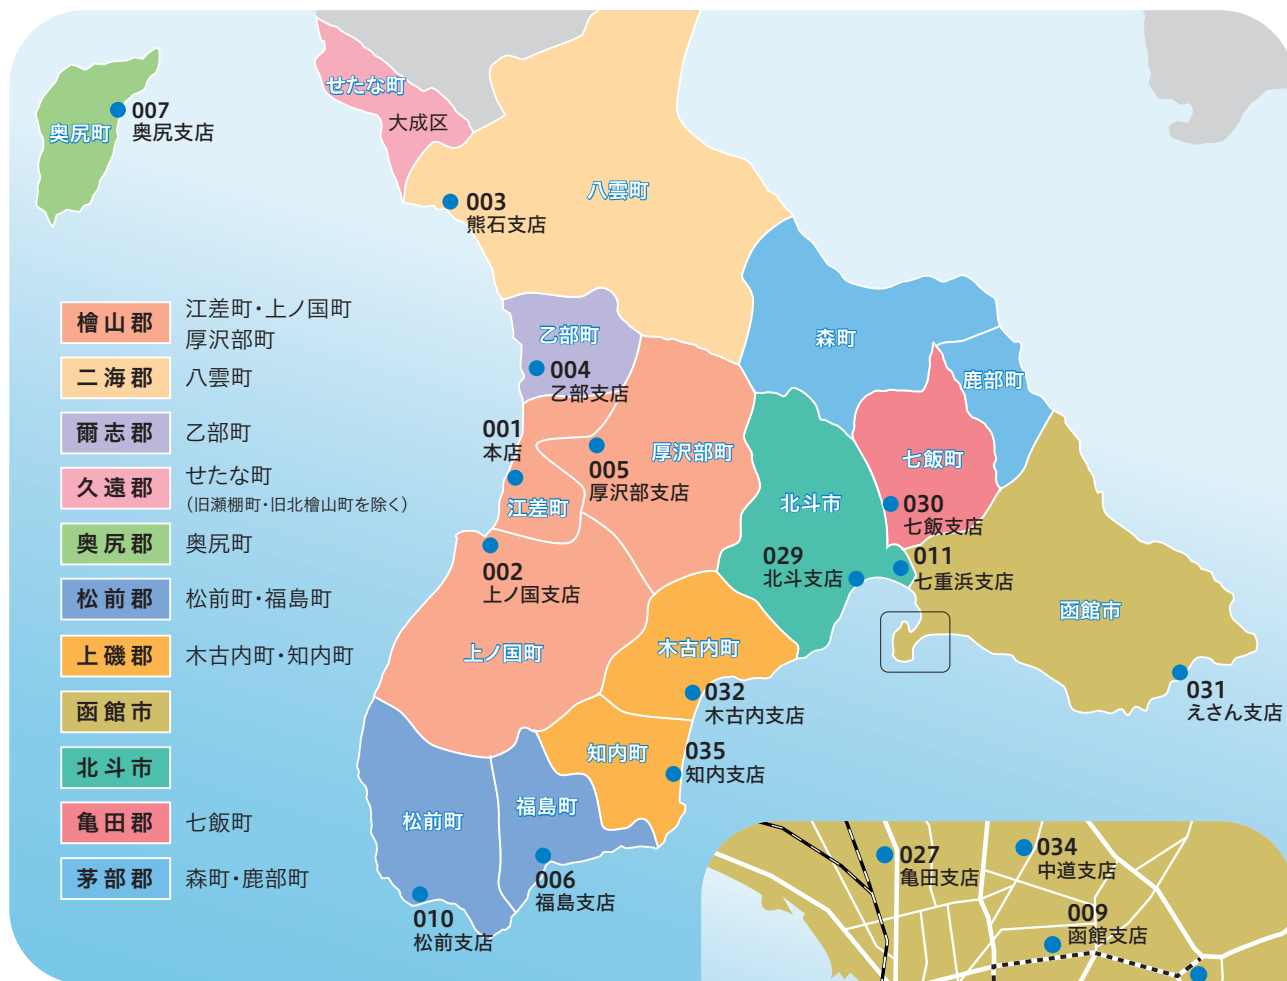 せたな町
大成区
007
奥尻支店
奥尻町
八雲町
003
熊石支店
檜山郡
江差町・上ノ国町
厚沢部町
二海郡
八雲町
爾志郡
乙部町
久遠郡
せたな町
(旧瀬棚町・旧北檜山町を除く)
奥尻郡
奥尻町
松前郡
松前町・福島町
上磯郡
木古内町・知内町
函館市
北斗市
亀田郡
七飯町
茅部郡
森町・鹿部町
乙部町
004
乙部支店
森町
鹿部町
001
本店
005
厚沢部支店
厚沢部町
江差町
七飯町
北斗市
030
七飯支店
002
上ノ国支店
029
北斗支店
011
七重浜支店
函館市
上ノ国町
木古内町
032
木古内支店
031
えさん支店
知内町
035
知内支店
松前町
福島町
006
福島支店
010
松前支店
027
亀田支店
034
中道支店
009
函館支店